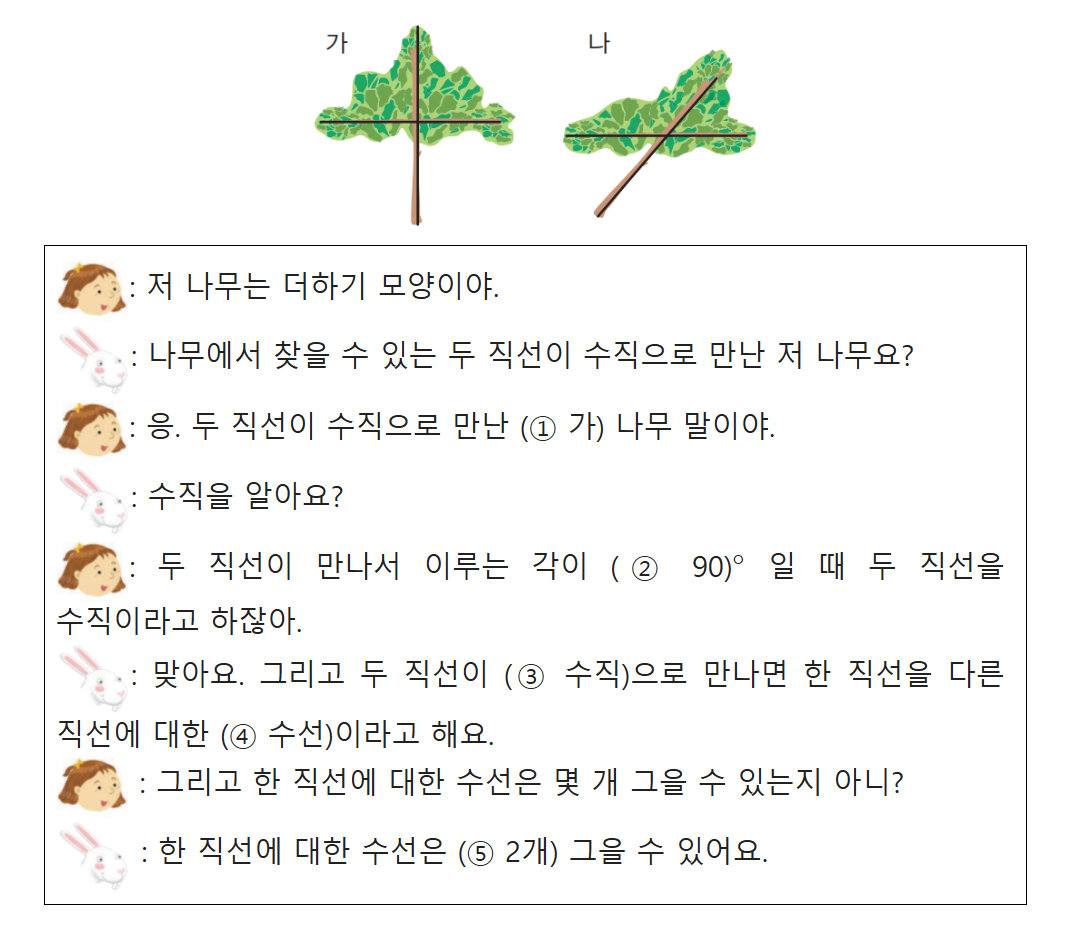 가 나
: 저 나무는 더하기 모양이야.
: 나무에서 찾을 수 있는 두 직선이 수직으로 만난 저 나무요?
: 응. 두 직선이 수직으로 만난 (① 가) 나무 말이야.
: 수직을 알아요?
: 두 직선이 만나서 이루는 각이 ( ② 90)° 일 때 두 직선을
수직이라고 하잖아.
: 맞아요. 그리고 두 직선이 (③ 수직)으로 만나면 한 직선을 다른
직선에 대한 (④ 수선)이라고 해요.
: 그리고 한 직선에 대한 수선은 몇 개 그을 수 있는지 아니?
: 한 직선에 대한 수선은 (⑤ 2개) 그을 수 있어요.